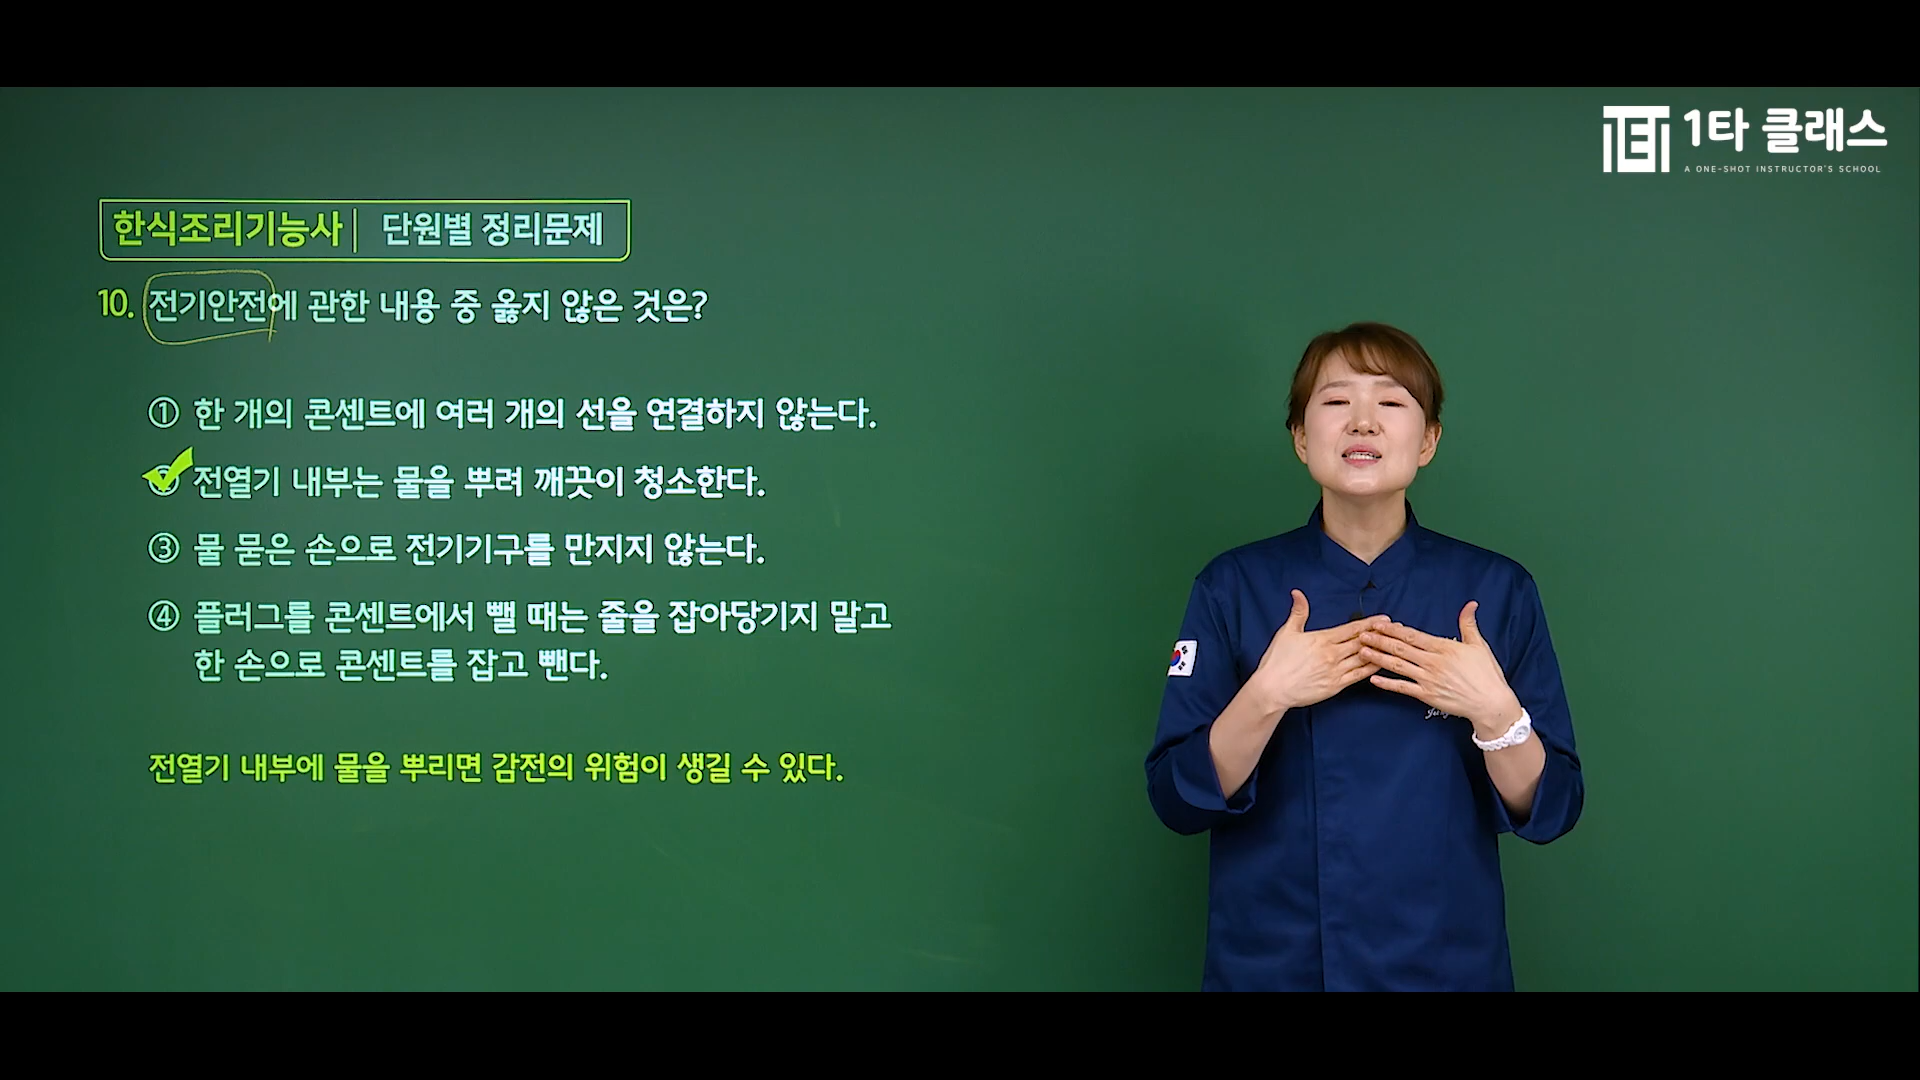 1타 클래스
A ONE-SHOT INSTRUCTOR'S SCHOOL
한식조리기능사 | 단원별 정리문제
10. 전기안전에 관한 내용 중 옳지 않은 것은?
① 한 개의 콘센트에 여러 개의 선을 연결하지 않는다.
② 전열기 내부는 물을 뿌려 깨끗이 청소한다.
③ 물 묻은 손으로 전기기구를 만지지 않는다.
④ 플러그를 콘센트에서 뺄 때는 줄을 잡아당기지 말고
한 손으로 콘센트를 잡고 뺀다.
전열기 내부에 물을 뿌리면 감전의 위험이 생길 수 있다.